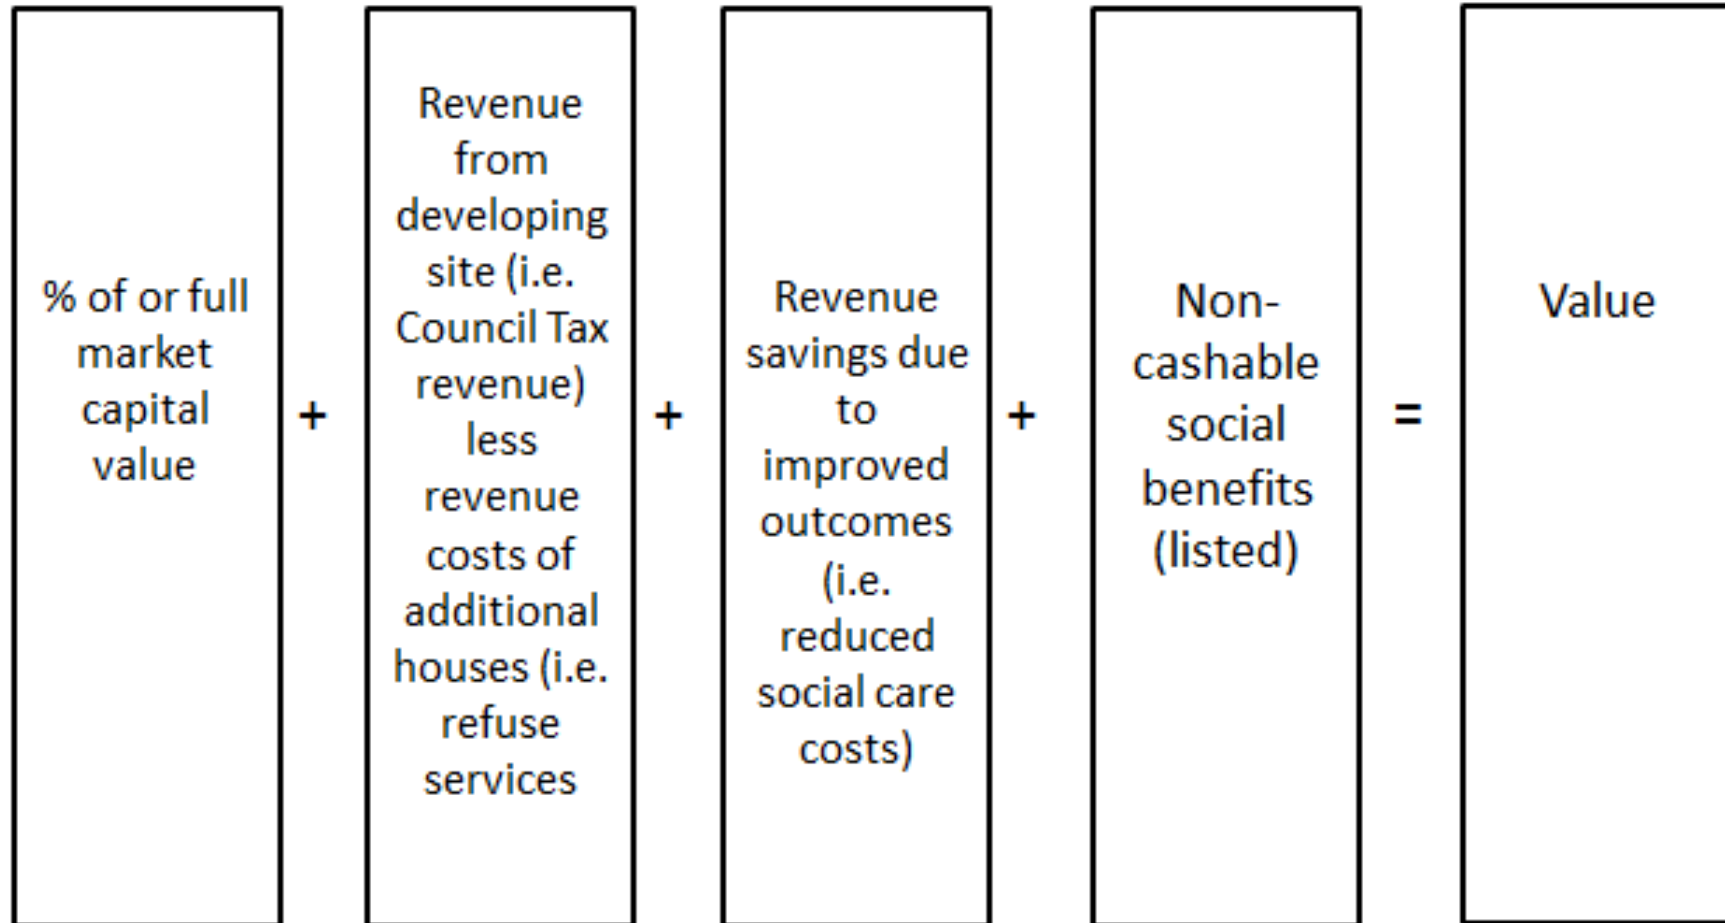 % of or full
market
capital
value
+
Revenue
from
developing
site (i.e.
Council Tax
revenue)
less
revenue
costs of
additional
houses (i.e.
refuse
services
+
Revenue
savings due
to
improved
outcomes
(i.e.
reduced
social care
costs)
+
Non-
cashable
social
benefits
(listed)
=
Value